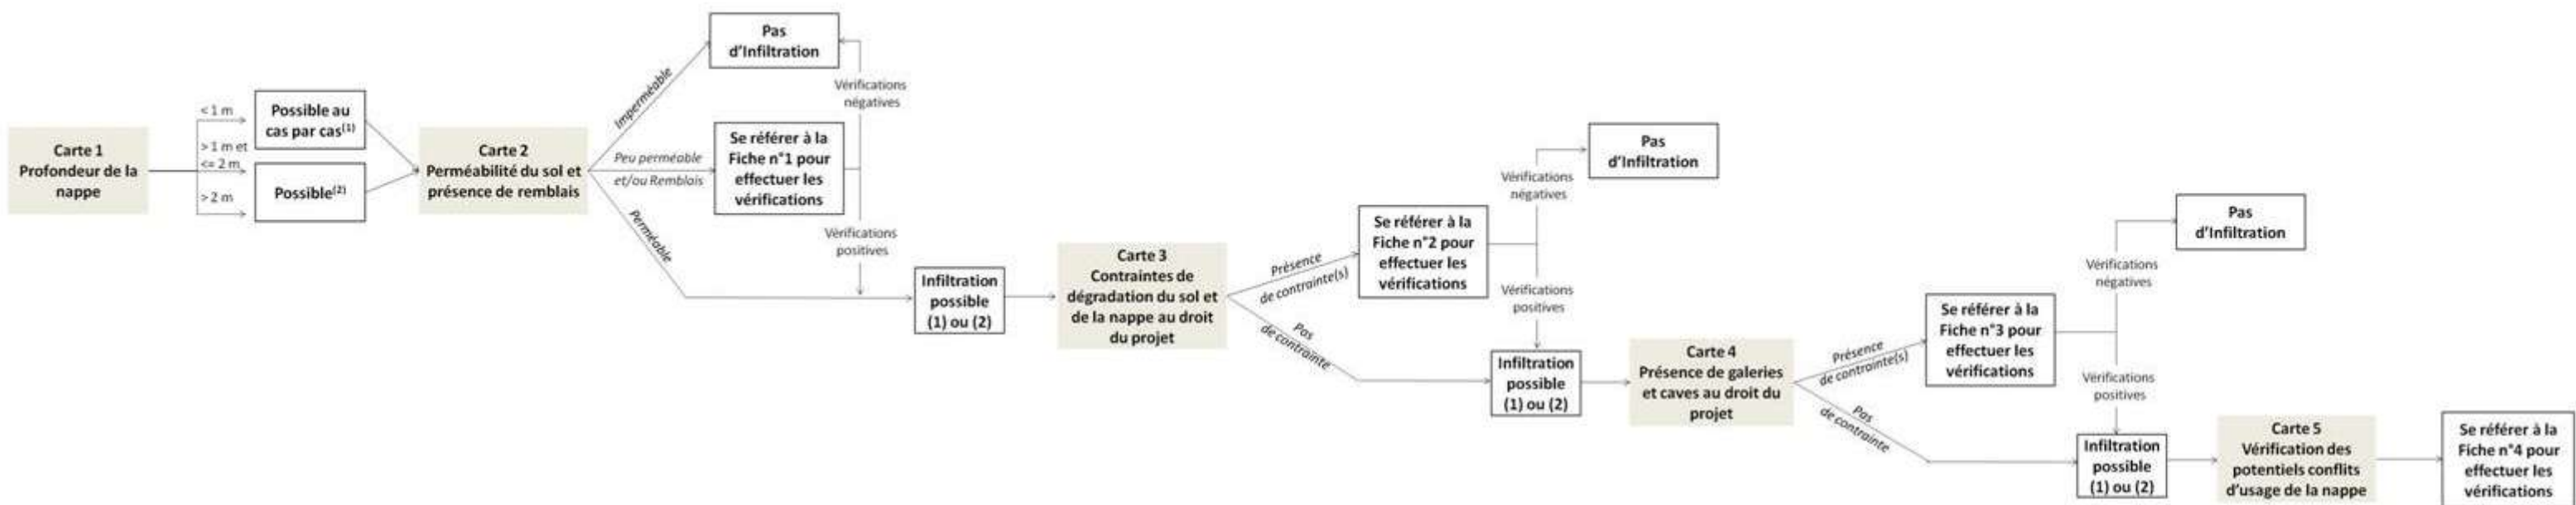 Carte 1
Profondeur de la
nappe
< 1 m
> 1 m et
<= 2 m
> 2 m
Possible au
cas par cas(1)
Possible(2)
Carte 2
Perméabilité du sol et
présence de remblais
Imperméable
Peu perméable
et/ou Remblais
Perméable
Pas
d'Infiltration
Vérifications
négatives
Se référer à la
Fiche n°1 pour
effectuer les
vérifications
Vérifications
positives
Infiltration
possible
(1) ou (2)
Carte 3
Contraintes de
dégradation du sol et
de la nappe au droit
du projet
Présence
de contrainte(s)
Pas
de contrainte
Se référer à la
Fiche n°2 pour
effectuer les
vérifications
Pas
d'Infiltration
Vérifications
négatives
Vérifications
positives
Infiltration
possible
(1) ou (2)
Carte 4
Présence de galeries
et caves au droit du
projet
Présence
de contrainte(s)
Pas
de contrainte
Se référer à la
Fiche n°3 pour
effectuer les
vérifications
Pas
d'Infiltration
Vérifications
négatives
Vérifications
positives
Infiltration
possible
(1) ou (2)
Carte 5
Vérification des
potentiels conflits
d'usage de la nappe
Se référer à la
Fiche n°4 pour
effectuer les
vérifications